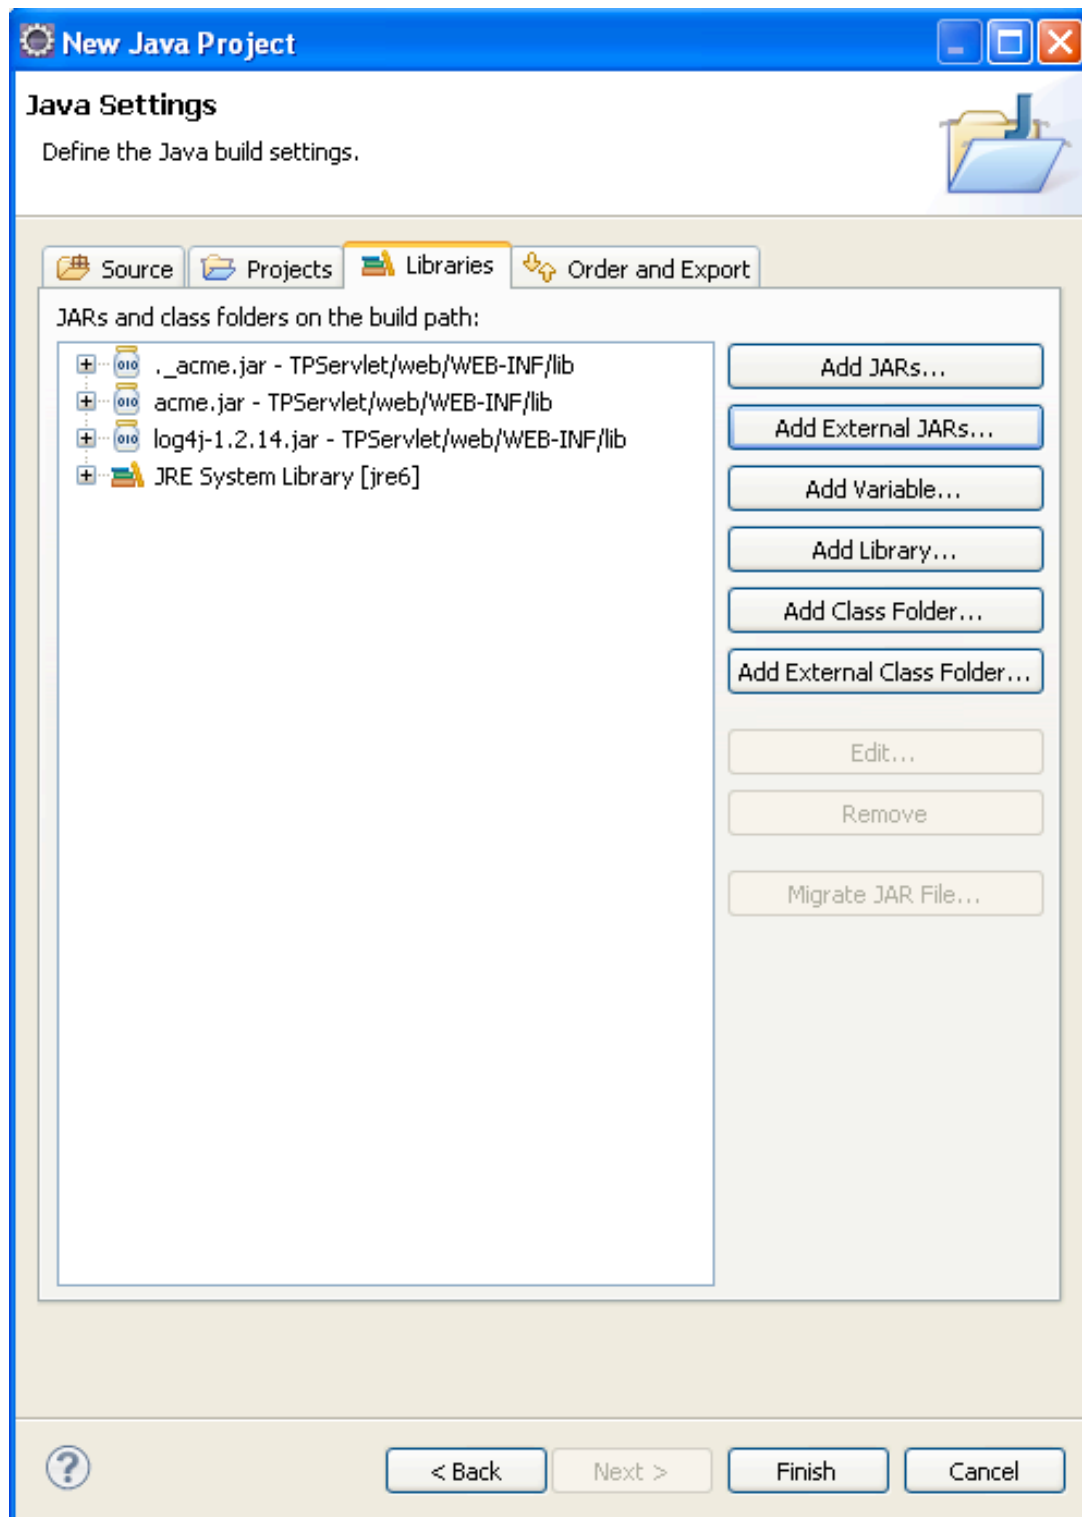 New Java Project
Java Settings
Define the Java build settings.
Source Projects Libraries Order and Export
JARs and class folders on the build path:
._acme.jar - TPServlet/web/WEB-INF/lib
acme.jar - TPServlet/web/WEB-INF/lib
log4j-1.2.14.jar - TPServlet/web/WEB-INF/lib
JRE System Library [jre6]
Add JARs...
Add External JARs...
Add Variable...
Add Library...
Add Class Folder...
Add External Class Folder...
Edit...
Remove
Migrate JAR File...
< Back Next > Finish Cancel